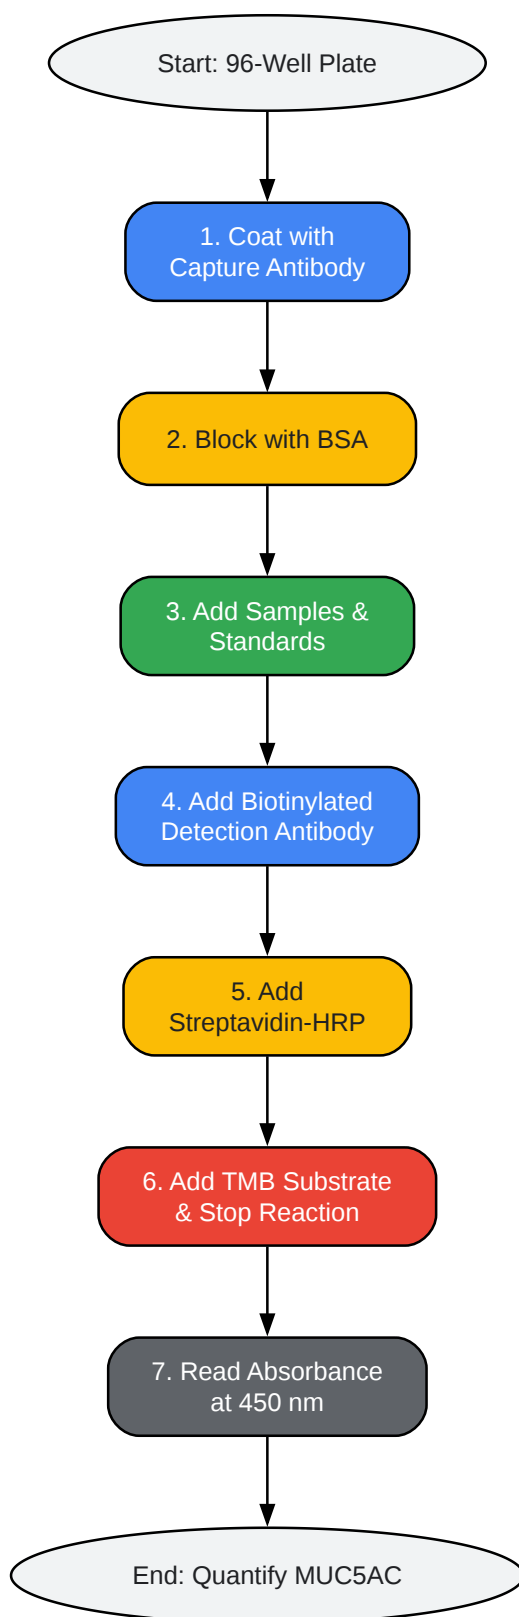 Start: 96-Well Plate
1. Coat with
Capture Antibody
2. Block with BSA
3. Add Samples &
Standards
4. Add Biotinylated
Detection Antibody
5. Add
Streptavidin-HRP
6. Add TMB Substrate
& Stop Reaction
7. Read Absorbance
at 450 nm
End: Quantify MUC5AC